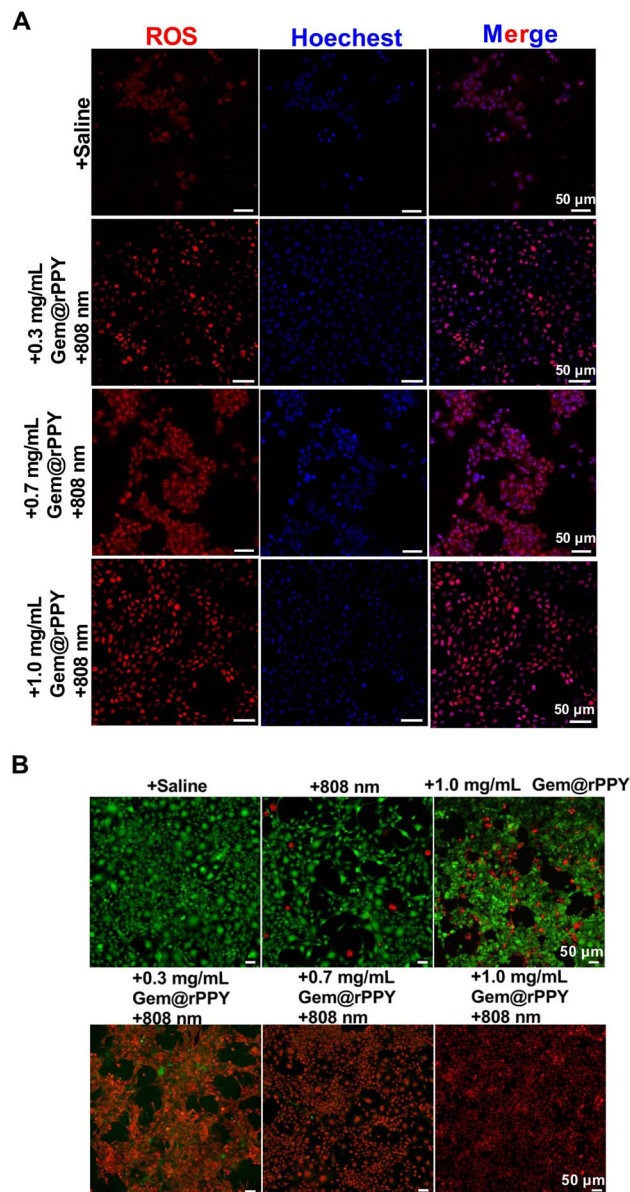 A
ROS Hoechest Merge
+Saline
50 µm
+0.3 mg/mL
Gem@rPPY
+808 nm
50 µm
+0.7 mg/mL
Gem@rPPY
+808 nm
50 µm
+1.0 mg/mL
Gem@rPPY
+808 nm
50 µm
B
+Saline +808 nm +1.0 mg/mL Gem@rPPY
50 µm
+0.3 mg/mL
Gem@rPPY
+808 nm
+0.7 mg/mL
Gem@rPPY
+808 nm
+1.0 mg/mL
Gem@rPPY
+808 nm
50 µm